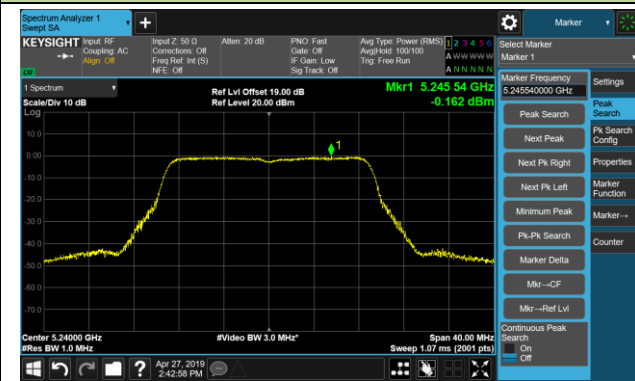 Spectrum Analyzer 1
Swept SA
+
Marker
KEYSIGHT
Input: RF
Coupling: AC
Align: Off
Input Z: 50 Ω
Corrections: Off
Freq Ref: Int (S)
NFE: Off
Atten: 20 dB
PNO: Fast
Gate: Off
IF Gain: Low
Sig Track: Off
Avg Type: Power (RMS)
Avg|Hold: 100/100
Trig: Free Run
1 2 3 4 5 6
A W W W W W
A N N N N N
LXI
Select Marker
Marker 1
1 Spectrum
Scale/Div 10 dB
Log
Ref Lvl Offset 19.00 dB
Ref Level 20.00 dBm
Mkr1 5.245 54 GHz
-0.162 dBm
Marker Frequency
5.245540000 GHz
Peak Search
Next Peak
Next Pk Right
Next Pk Left
Minimum Peak
Pk-Pk Search
Marker Delta
Mkr→CF
Mkr→Ref Lvl
Continuous Peak
Search
On
Off
Settings
Peak
Search
Pk Search
Config
Properties
Marker
Function
Marker→
Counter
10.0
0.00
-10.0
-20.0
-30.0
-40.0
-50.0
-60.0
-70.0
1
Center 5.24000 GHz
#Res BW 1.0 MHz
#Video BW 3.0 MHz*
Span 40.00 MHz
Sweep 1.07 ms (2001 pts)
?
Apr 27, 2019
2:42:58 PM